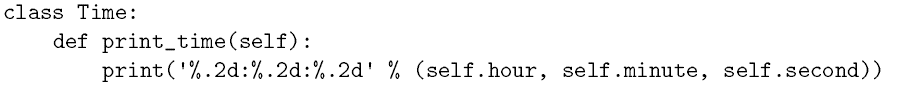 class Time:
    def print_time(self):
        print('%.2d:%.2d:%.2d' % (self.hour, self.minute, self.second))